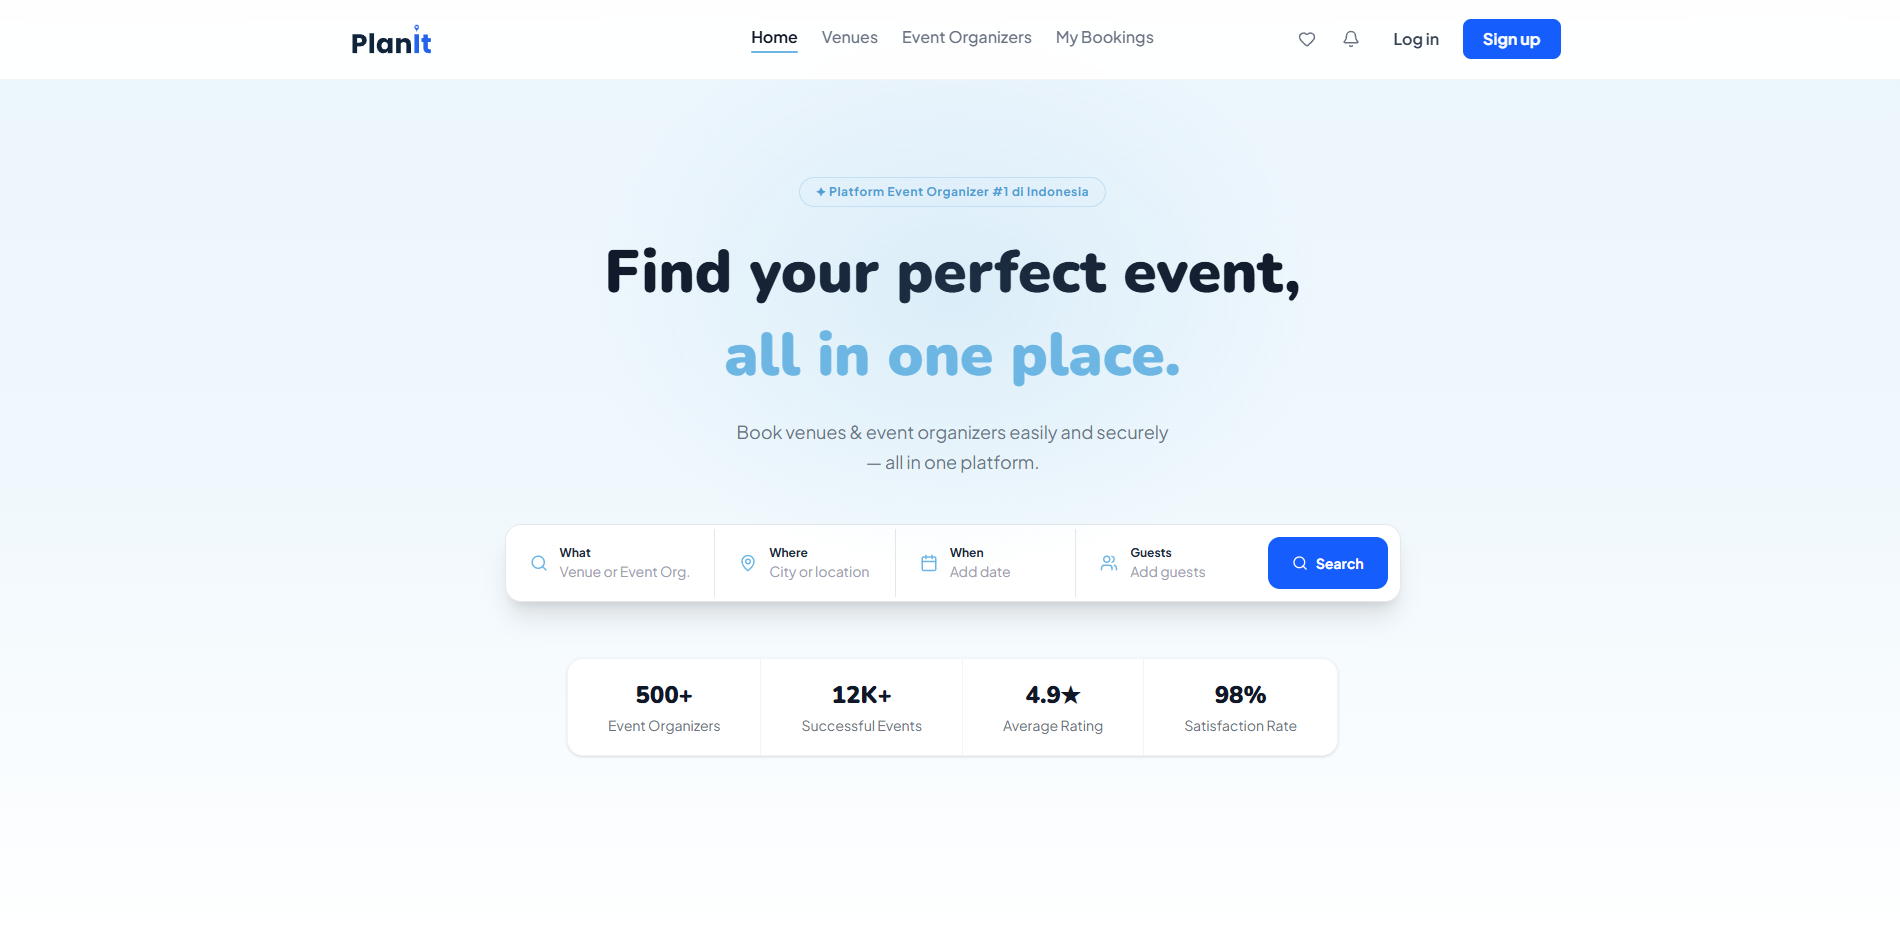 Planit
Home Venues Event Organizers My Bookings Log in Sign up
✦ Platform Event Organizer #1 di Indonesia
Find your perfect event,
all in one place.
Book venues & event organizers easily and securely
— all in one platform.
What Where When Guests
Venue or Event Org. City or location Add date Add guests Search
500+ 12K+ 4.9★ 98%
Event Organizers Successful Events Average Rating Satisfaction Rate